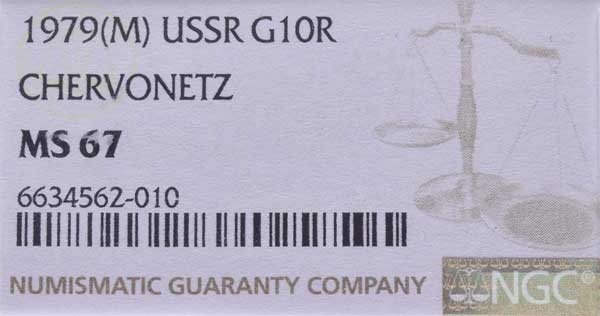 1979(M) USSR G10R
CHERVONETZ
MS 67
6634562-010
NUMISMATIC GUARANTY COMPANY
NGC®